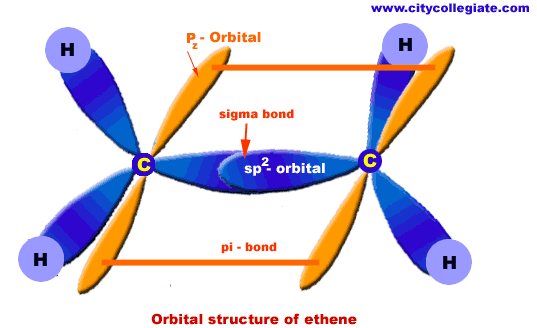 www.citycollegiate.com
Pz - Orbital
H
H
sigma bond
C
sp2- orbital
C
H
H
pi - bond
Orbital structure of ethene